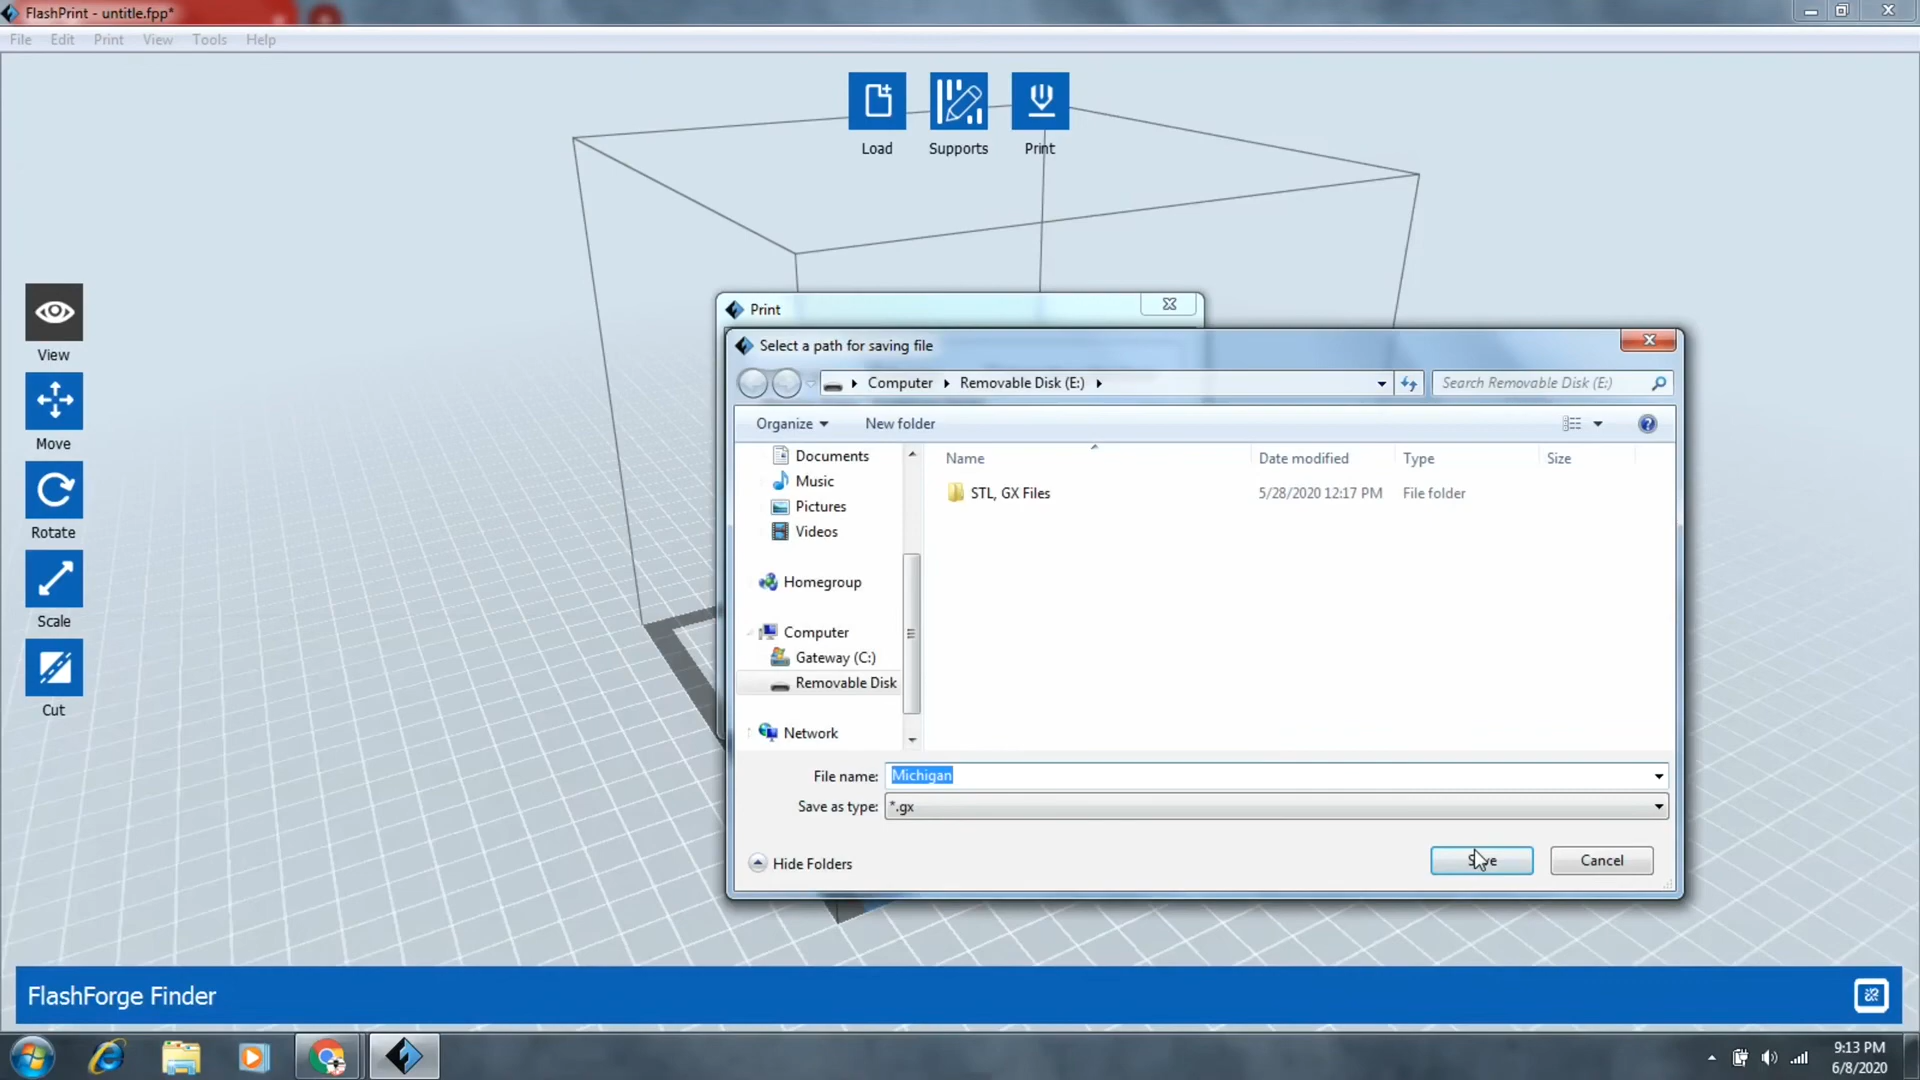 FlashPrint - untitle.fpp*
File Edit Print View Tools Help
Load Supports Print
View
Move
Rotate
Scale
Cut
Print
Select a path for saving file
Computer Removable Disk (E:)
Search Removable Disk (E:)
Organize New folder
Name Date modified Type Size
STL, GX Files 5/28/2020 12:17 PM File folder
Documents
Music
Pictures
Videos
Homegroup
Computer
Gateway (C:)
Removable Disk
Network
File name: Michigan
Save as type: *.gx
Hide Folders
Save Cancel
FlashForge Finder
9:13 PM
6/8/2020